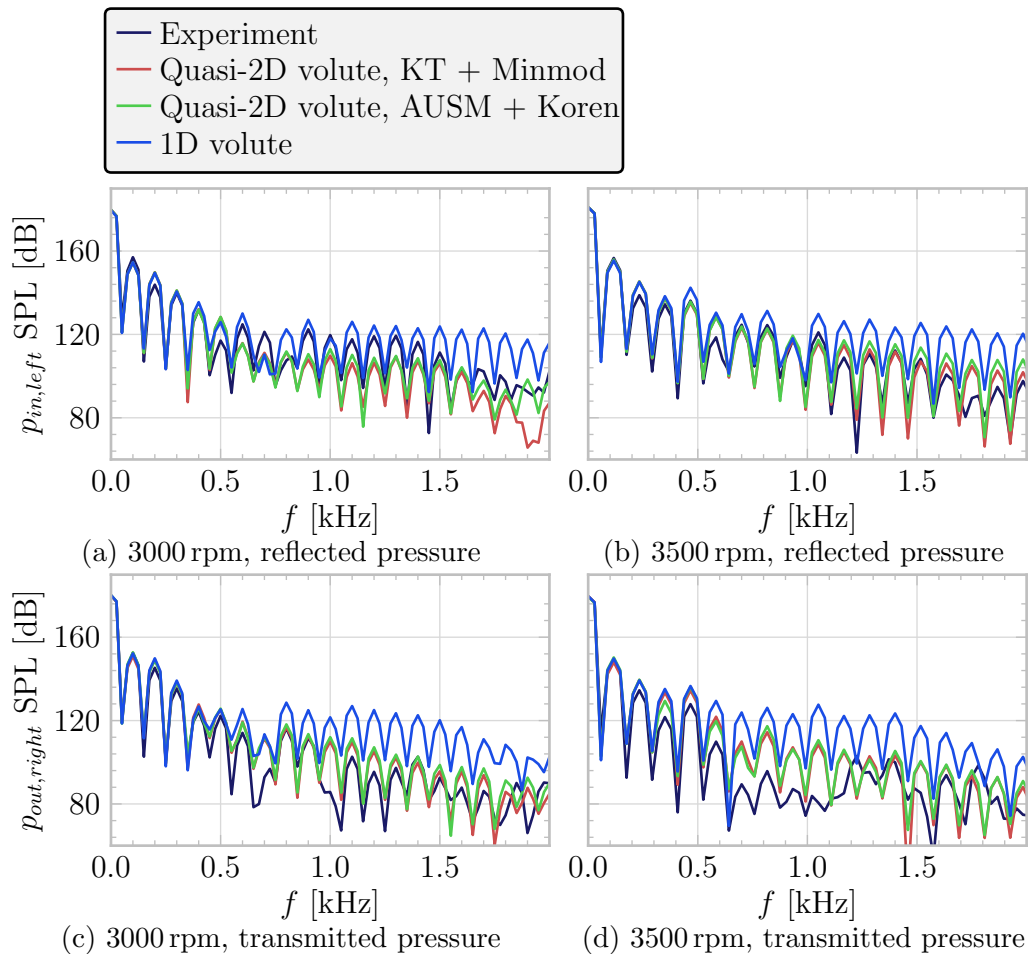 Experiment
Quasi-2D volute, KT + Minmod
Quasi-2D volute, AUSM + Koren
1D volute
p_{in,left} SPL [dB]
160
120
80
0.0 0.5 1.0 1.5
f [kHz]
(a) 3000 rpm, reflected pressure
0.0 0.5 1.0 1.5
f [kHz]
(b) 3500 rpm, reflected pressure
p_{out,right} SPL [dB]
160
120
80
0.0 0.5 1.0 1.5
f [kHz]
(c) 3000 rpm, transmitted pressure
0.0 0.5 1.0 1.5
f [kHz]
(d) 3500 rpm, transmitted pressure